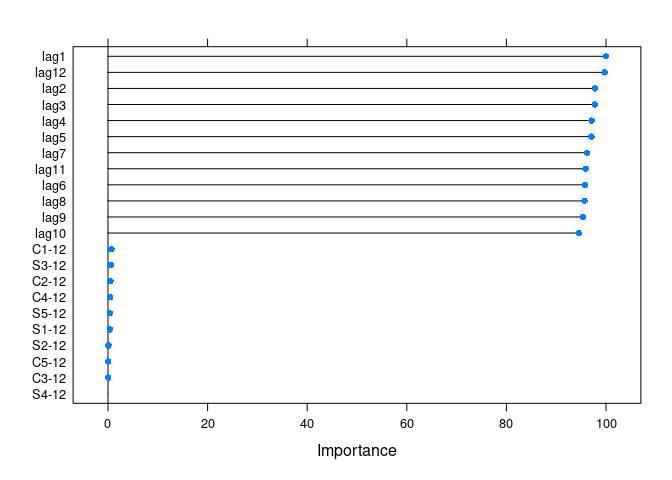 lag1
lag12
lag2
lag3
lag4
lag5
lag7
lag11
lag6
lag8
lag9
lag10
C1-12
S3-12
C2-12
C4-12
S5-12
S1-12
S2-12
C5-12
C3-12
S4-12
0 20 40 60 80 100
Importance